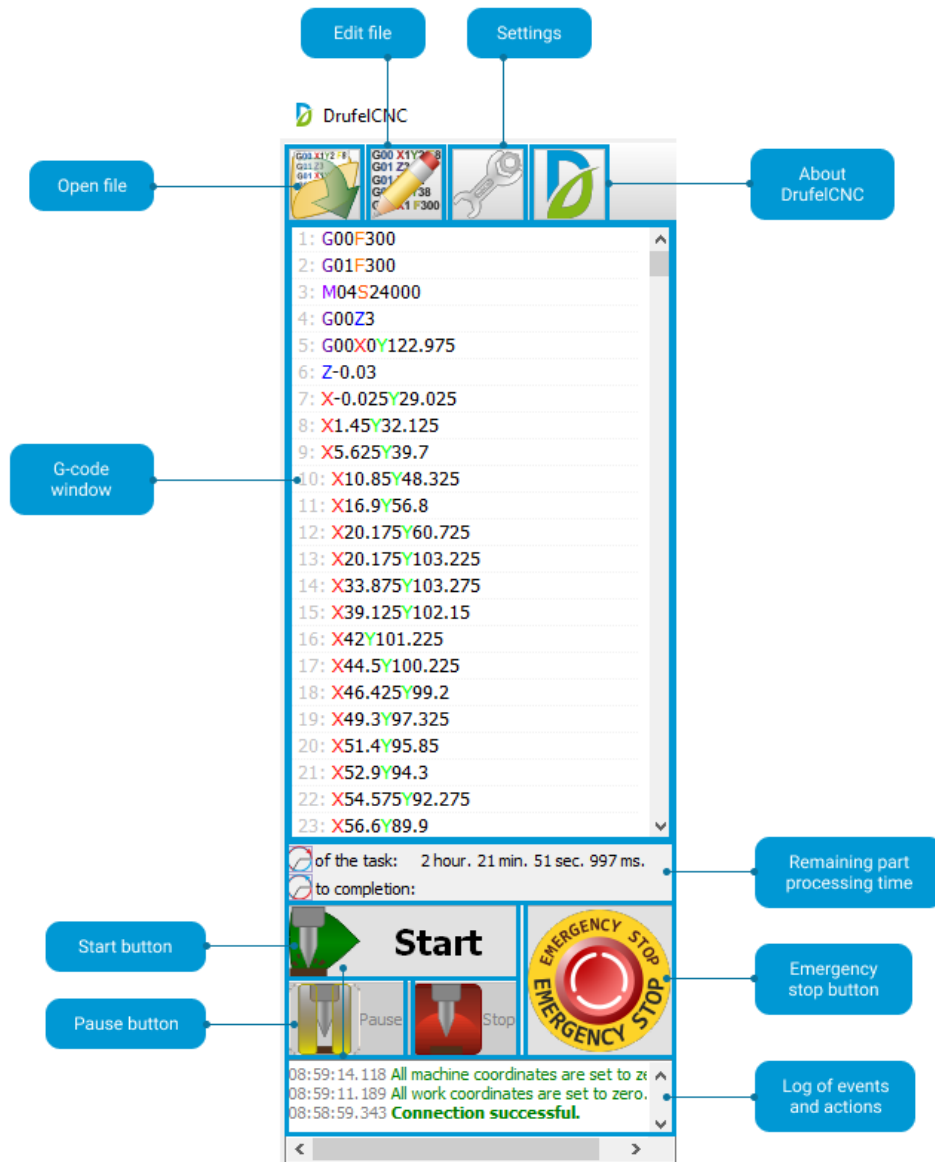 Edit file
Settings
DrufelCNC
Open file
G00 X1Y2 F8
G01 Z3
G01 X1
G00 X1Y2 F8
G01 Z3
G01
Y38
X1 F300
About
DrufelCNC
1: G00F300
2: G01F300
3: M04S24000
4: G00Z3
5: G00X0Y122.975
6: Z-0.03
7: X-0.025Y29.025
8: X1.45Y32.125
9: X5.625Y39.7
G-code
window
10: X10.85Y48.325
11: X16.9Y56.8
12: X20.175Y60.725
13: X20.175Y103.225
14: X33.875Y103.275
15: X39.125Y102.15
16: X42Y101.225
17: X44.5Y100.225
18: X46.425Y99.2
19: X49.3Y97.325
20: X51.4Y95.85
21: X52.9Y94.3
22: X54.575Y92.275
23: X56.6Y89.9
of the task: 2 hour. 21 min. 51 sec. 997 ms.
to completion:
Remaining part
processing time
Start button
Start
EMERGENCY STOP
EMERGENCY STOP
Emergency
stop button
Pause button
Pause
Stop
08:59:14.118 All machine coordinates are set to ze
08:59:11.189 All work coordinates are set to zero.
08:58:59.343 Connection successful.
Log of events
and actions